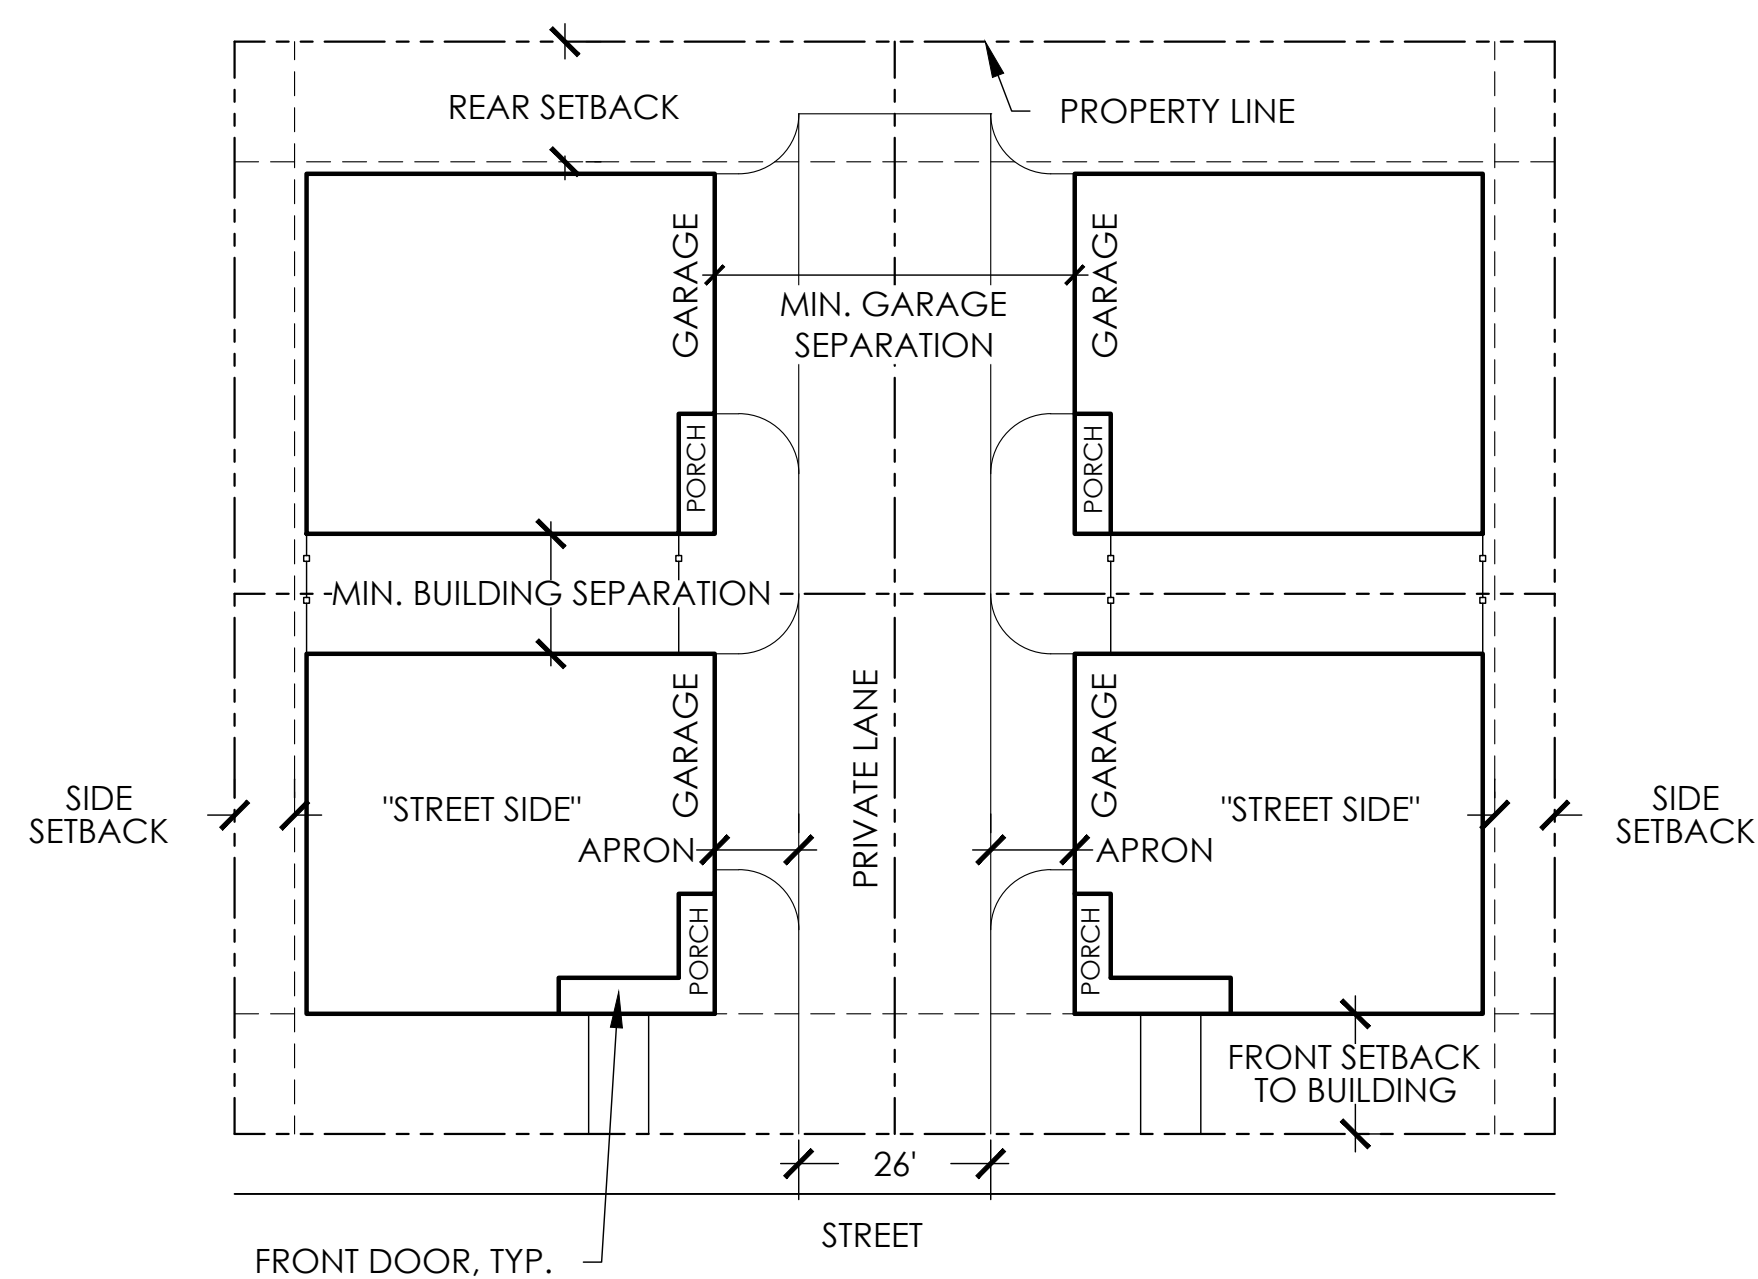 REAR SETBACK
PROPERTY LINE
GARAGE
GARAGE
MIN. GARAGE
SEPARATION
PORCH
PORCH
MIN. BUILDING SEPARATION
GARAGE
GARAGE
PRIVATE LANE
SIDE
SETBACK
"STREET SIDE"
"STREET SIDE"
SIDE
SETBACK
APRON
APRON
PORCH
PORCH
FRONT SETBACK
TO BUILDING
26'
STREET
FRONT DOOR, TYP.